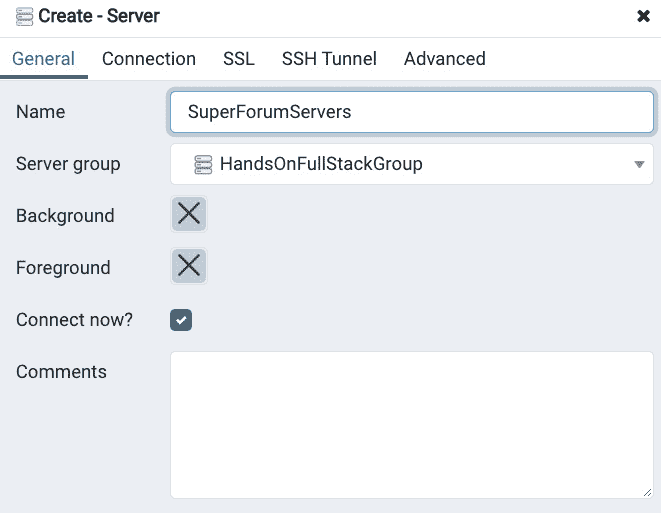 Create - Server
General Connection SSL SSH Tunnel Advanced
Name SuperForumServers
Server group HandsOnFullStackGroup
Background
Foreground
Connect now?
Comments